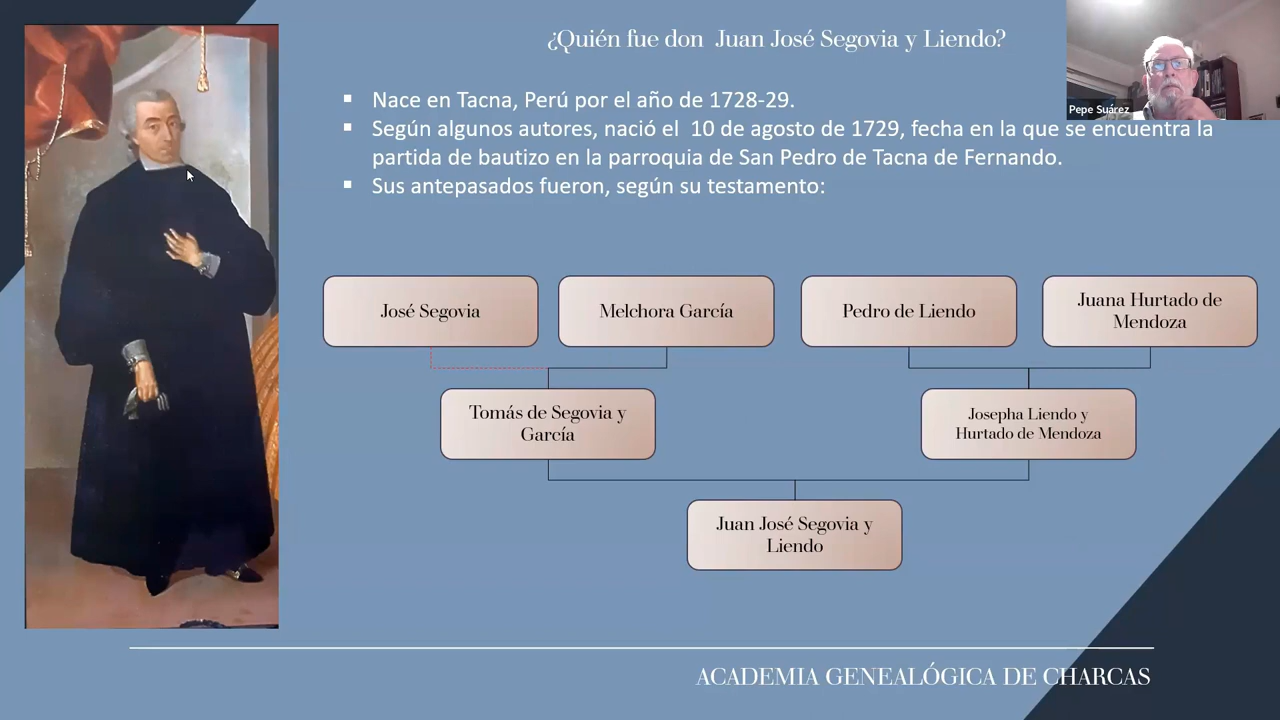 ¿Quién fue don Juan José Segovia y Liendo?
Pepe Suárez
▪ Nace en Tacna, Perú por el año de 1728-29.
▪ Según algunos autores, nació el 10 de agosto de 1729, fecha en la que se encuentra la
partida de bautizo en la parroquia de San Pedro de Tacna de Fernando.
▪ Sus antepasados fueron, según su testamento:
José Segovia
Melchora García
Pedro de Liendo
Juana Hurtado de
Mendoza
Tomás de Segovia y
García
Josepha Liendo y
Hurtado de Mendoza
Juan José Segovia y
Liendo
ACADEMIA GENEALÓGICA DE CHARCAS